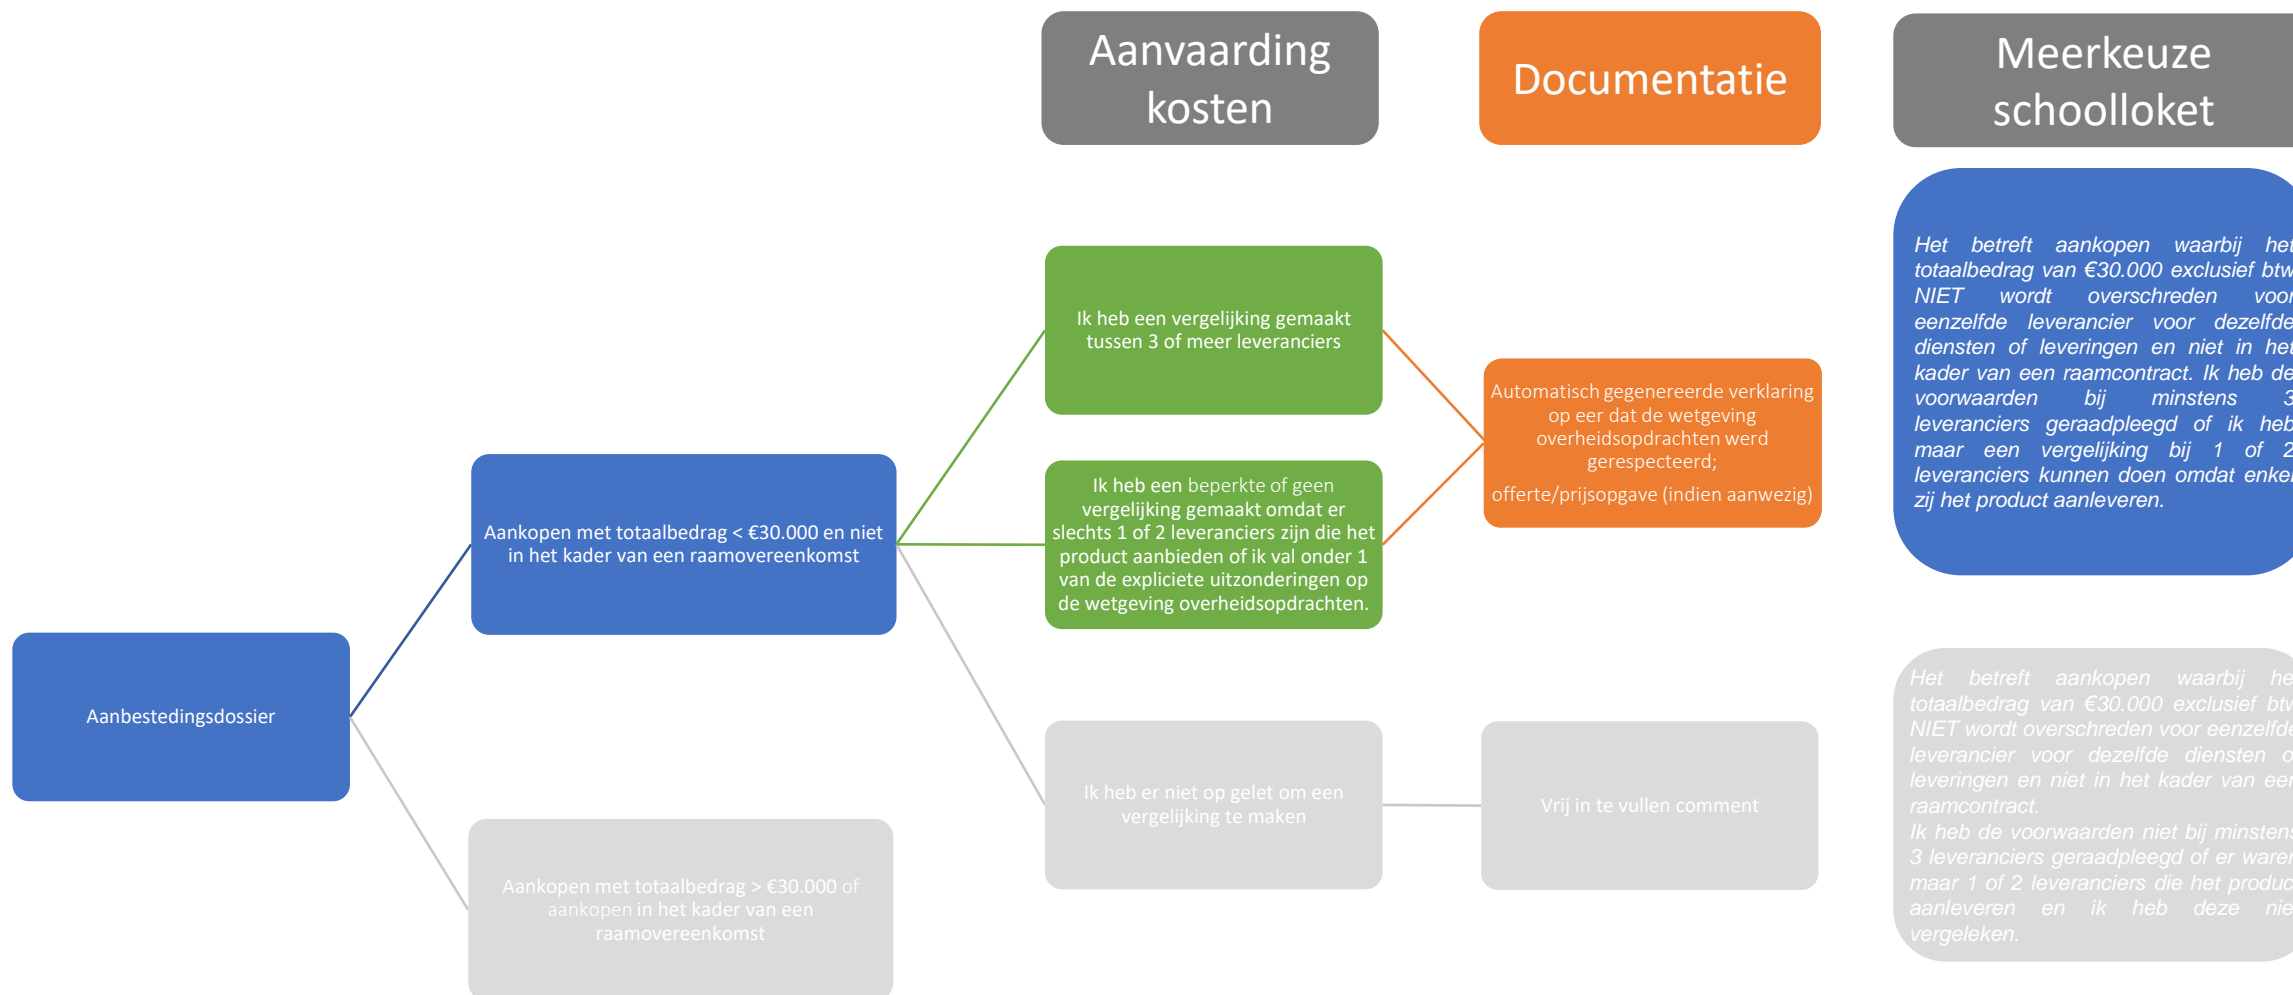 Aanvaarding
kosten
Documentatie
Meerkeuze
schoolloket
Aanbestedingsdossier
Aankopen met totaalbedrag < €30.000 en niet
in het kader van een raamovereenkomst
Aankopen met totaalbedrag > €30.000 of
aankopen in het kader van een
raamovereenkomst
Ik heb een vergelijking gemaakt
tussen 3 of meer leveranciers
Ik heb een beperkte of geen
vergelijking gemaakt omdat er
slechts 1 of 2 leveranciers zijn die het
product aanbieden of ik val onder 1
van de expliciete uitzonderingen op
de wetgeving overheidsopdrachten.
Ik heb er niet op gelet om een
vergelijking te maken
Automatisch gegenereerde verklaring
op eer dat de wetgeving
overheidsopdrachten werd
gerespecteerd;
offerte/prijsopgave (indien aanwezig)
Vrij in te vullen comment
Het betreft aankopen waarbij het
totaalbedrag van €30.000 exclusief btw
NIET wordt overschreden voor
eenzelfde leverancier voor dezelfde
diensten of leveringen en niet in het
kader van een raamcontract. Ik heb de
voorwaarden bij minstens 3
leveranciers geraadpleegd of ik heb
maar een vergelijking bij 1 of 2
leveranciers kunnen doen omdat enkel
zij het product aanleveren.
Het betreft aankopen waarbij het
totaalbedrag van €30.000 exclusief btw
NIET wordt overschreden voor eenzelfde
leverancier voor dezelfde diensten of
leveringen en niet in het kader van een
raamcontract.
Ik heb de voorwaarden niet bij minstens
3 leveranciers geraadpleegd of er waren
maar 1 of 2 leveranciers die het product
aanleveren en ik heb deze niet
vergeleken.